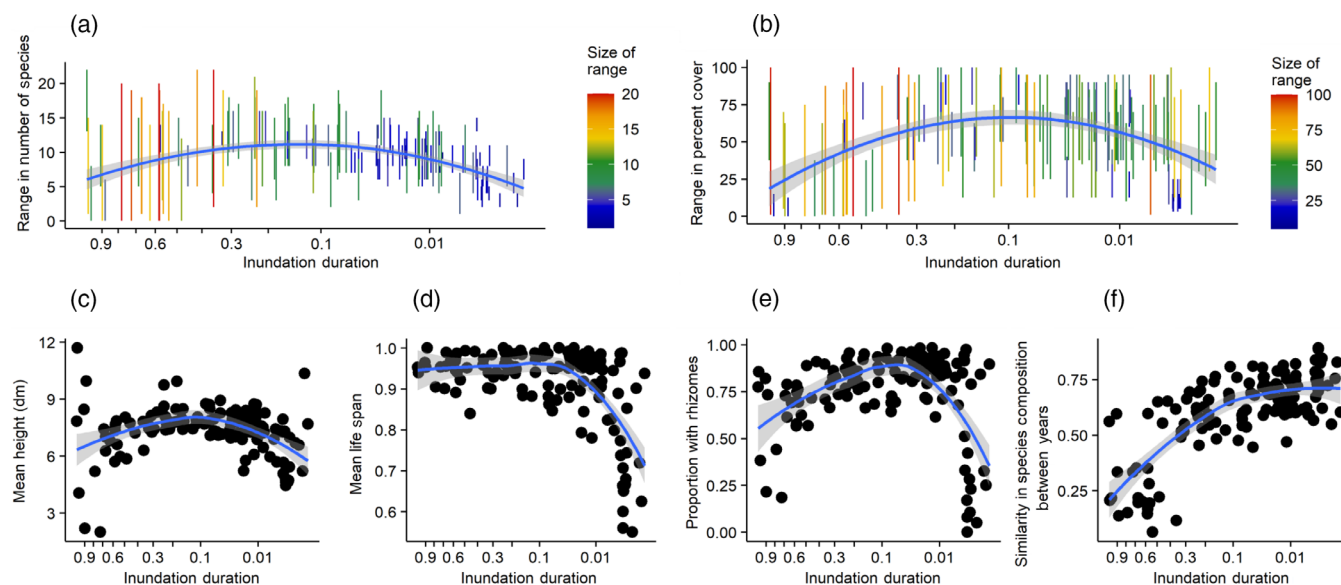 (a)
Range in number of species
20
15
10
5
0
0.9
0.6
0.3
0.1
0.01
Inundation duration
Size of
range
20
15
10
5
(b)
Range in percent cover
100
75
50
25
0
0.9
0.6
0.3
0.1
0.01
Inundation duration
Size of
range
100
75
50
25
(c)
Mean height (dm)
12
9
6
3
0.9
0.6
0.3
0.1
0.01
Inundation duration
(d)
Mean life span
1.0
0.9
0.8
0.7
0.6
0.9
0.6
0.3
0.1
0.01
Inundation duration
(e)
Proportion with rhizomes
1.00
0.75
0.50
0.25
0.00
0.9
0.6
0.3
0.1
0.01
Inundation duration
(f)
Similarity in species composition
between years
0.75
0.50
0.25
0.9
0.6
0.3
0.1
0.01
Inundation duration